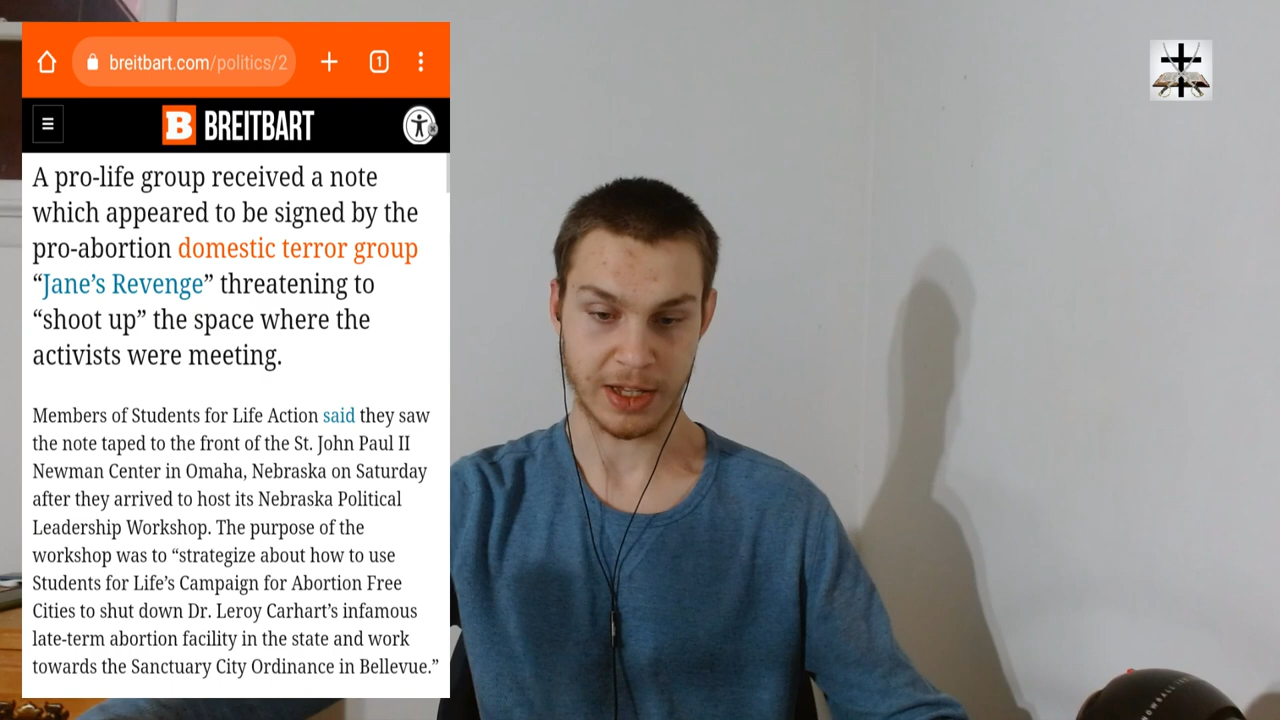 breitbart.com/politics/2
1
B BREITBART
A pro-life group received a note
which appeared to be signed by the
pro-abortion domestic terror group
“Jane’s Revenge” threatening to
“shoot up” the space where the
activists were meeting.
Members of Students for Life Action said they saw
the note taped to the front of the St. John Paul II
Newman Center in Omaha, Nebraska on Saturday
after they arrived to host its Nebraska Political
Leadership Workshop. The purpose of the
workshop was to “strategize about how to use
Students for Life’s Campaign for Abortion Free
Cities to shut down Dr. Leroy Carhart’s infamous
late-term abortion facility in the state and work
towards the Sanctuary City Ordinance in Bellevue.”